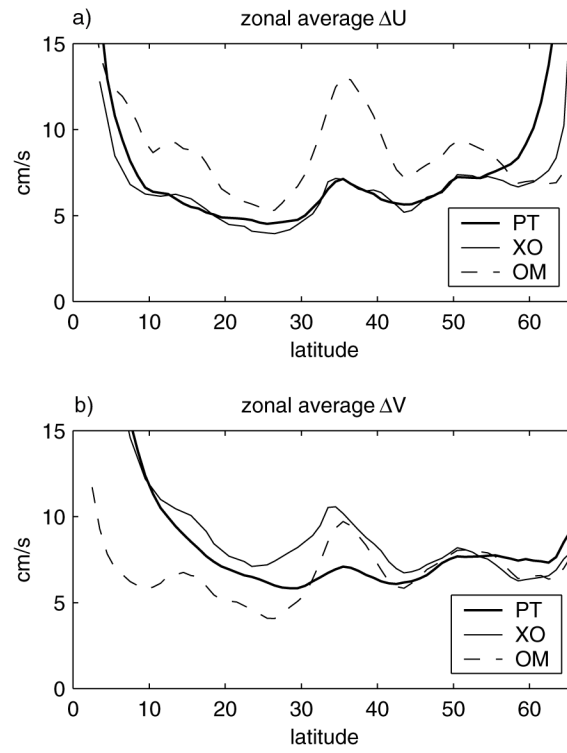 a) zonal average ΔU
15
10
5
0
cm/s
0 10 20 30 40 50 60
latitude
PT
XO
OM
b) zonal average ΔV
15
10
5
0
cm/s
0 10 20 30 40 50 60
latitude
PT
XO
OM